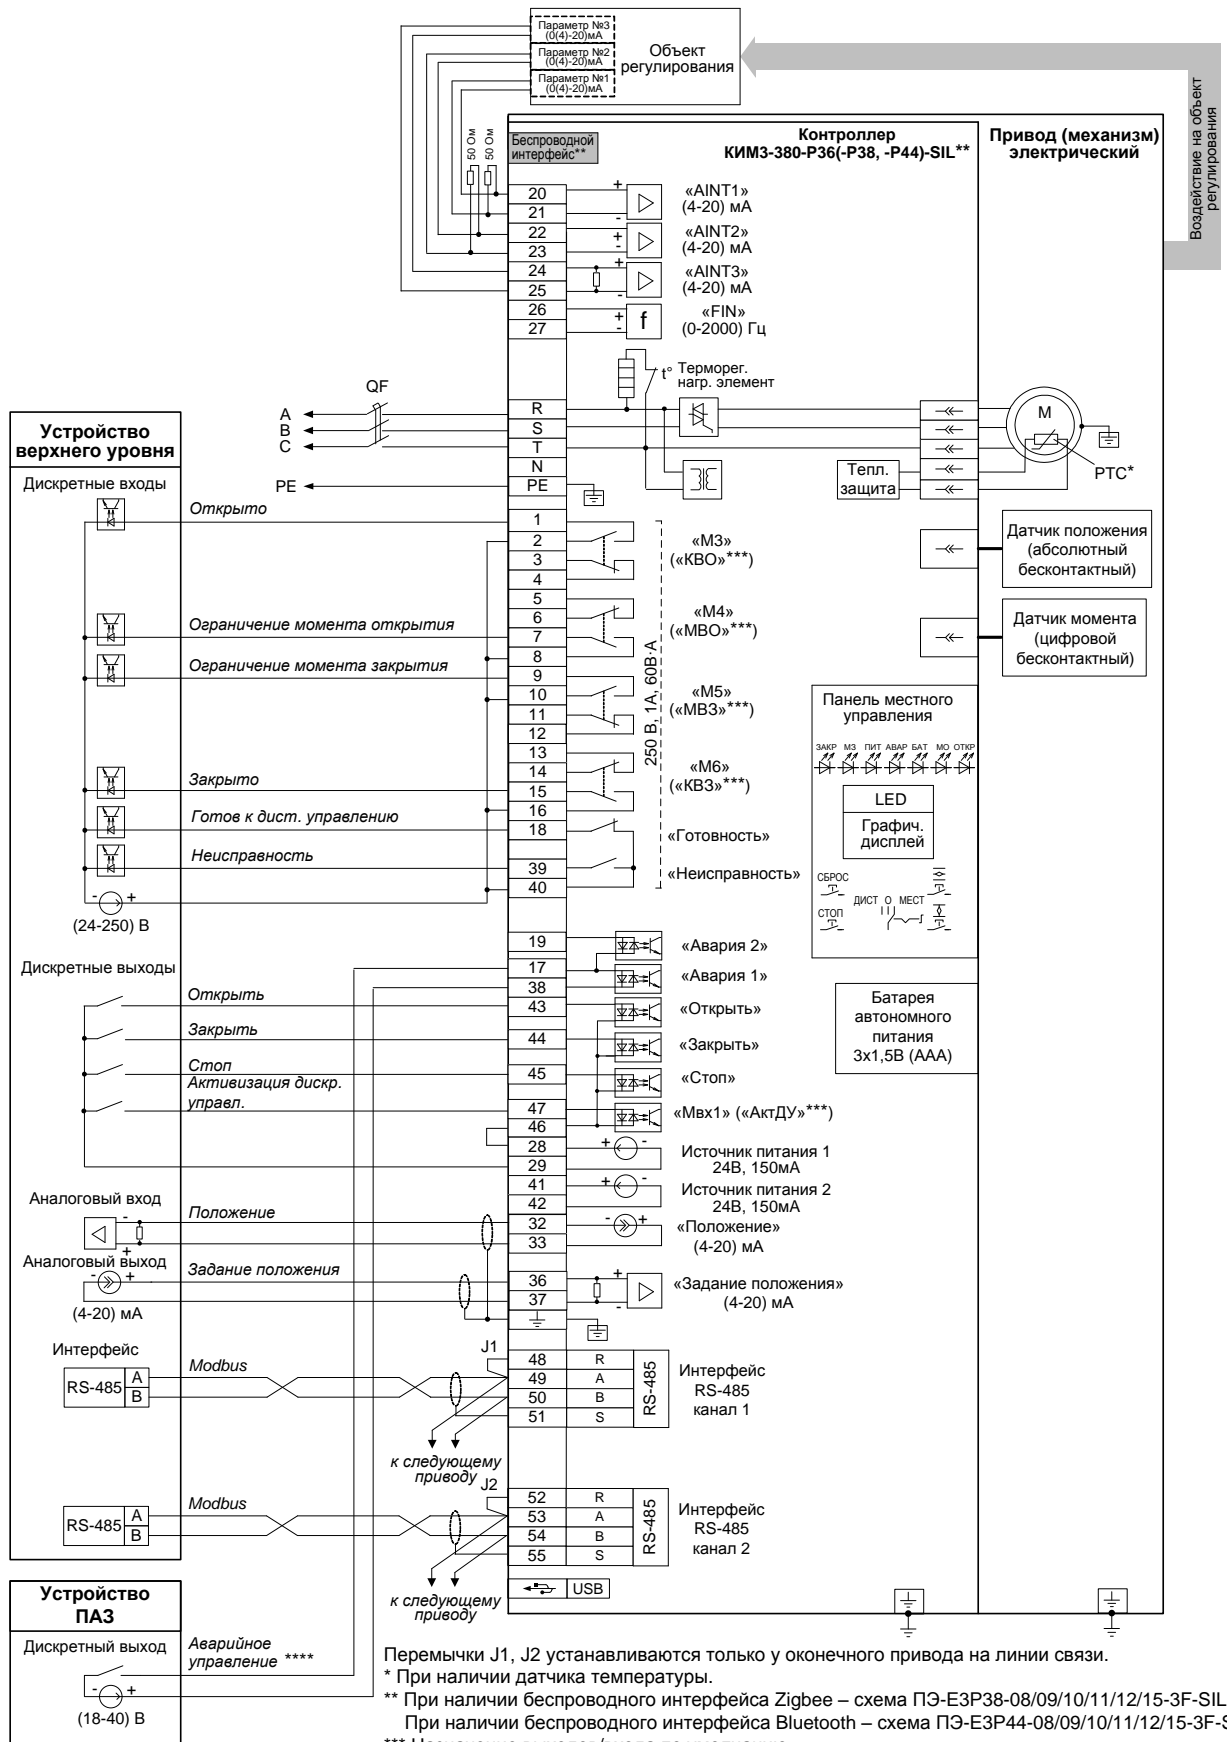 Параметр №3
(0(4)-20)мА
Параметр №2
(0(4)-20)мА
Параметр №1
(0(4)-20)мА
Объект
регулирования
Воздействие на объект
регулирования
50 Ом
50 Ом
Беспроводной
интерфейс**
Контроллер
КИМ3-380-P36(-P38, -P44)-SIL**
Привод (механизм)
электрический
20
21
22
23
24
25
26
27
+
-
«AINT1»
(4-20) мА
+
-
«AINT2»
(4-20) мА
+
-
«AINT3»
(4-20) мА
+
-
f
«FIN»
(0-2000) Гц
t° Терморег.
нагр. элемент
QF
A
B
C
PE
R
S
T
N
PE
M
PTC*
Тепл.
защита
Устройство
верхнего уровня
Дискретные входы
Открыто
Ограничение момента открытия
Ограничение момента закрытия
Закрыто
Готов к дист. управлению
Неисправность
- +
(24-250) В
1
2
3
4
5
6
7
8
9
10
11
12
13
14
15
16
18
39
40
«М3»
(«КВО»***)
«М4»
(«МВО»***)
«М5»
(«МВЗ»***)
«М6»
(«КВЗ»***)
«Готовность»
«Неисправность»
250 В, 1А, 60В·А
Датчик положения
(абсолютный
бесконтактный)
Датчик момента
(цифровой
бесконтактный)
Панель местного
управления
ЗАКР МЗ ПИТ АВАР БАТ МО ОТКР
LED
Графич.
дисплей
СБРОС
СТОП
ДИСТ О МЕСТ
Батарея
автономного
питания
3x1,5В (ААА)
Дискретные выходы
Открыть
Закрыть
Стоп
Активизация дискр.
управл.
19
17
38
43
44
45
47
46
28
29
41
42
32
33
36
37
«Авария 2»
«Авария 1»
«Открыть»
«Закрыть»
«Стоп»
«Мвх1» («АктДУ»***)
+ -
Источник питания 1
24В, 150мА
+ -
Источник питания 2
24В, 150мА
- +
«Положение»
(4-20) мА
+
-
«Задание положения»
(4-20) мА
Аналоговый вход
-
+
Положение
Аналоговый выход
- +
(4-20) мА
Задание положения
Интерфейс
RS-485
A
B
Modbus
J1
48 R
49 A
50 B
51 S
RS-485
Интерфейс
RS-485
канал 1
к следующему
приводу
RS-485
A
B
Modbus
J2
52 R
53 A
54 B
55 S
RS-485
Интерфейс
RS-485
канал 2
к следующему
приводу
USB
Устройство
ПАЗ
Дискретный выход
Аварийное
управление ****
- +
(18-40) В
Перемычки J1, J2 устанавливаются только у оконечного привода на линии связи.
* При наличии датчика температуры.
** При наличии беспроводного интерфейса Zigbee – схема ПЭ-Е3Р38-08/09/10/11/12/15-3F-SIL
При наличии беспроводного интерфейса Bluetooth – схема ПЭ-Е3Р44-08/09/10/11/12/15-3F-S